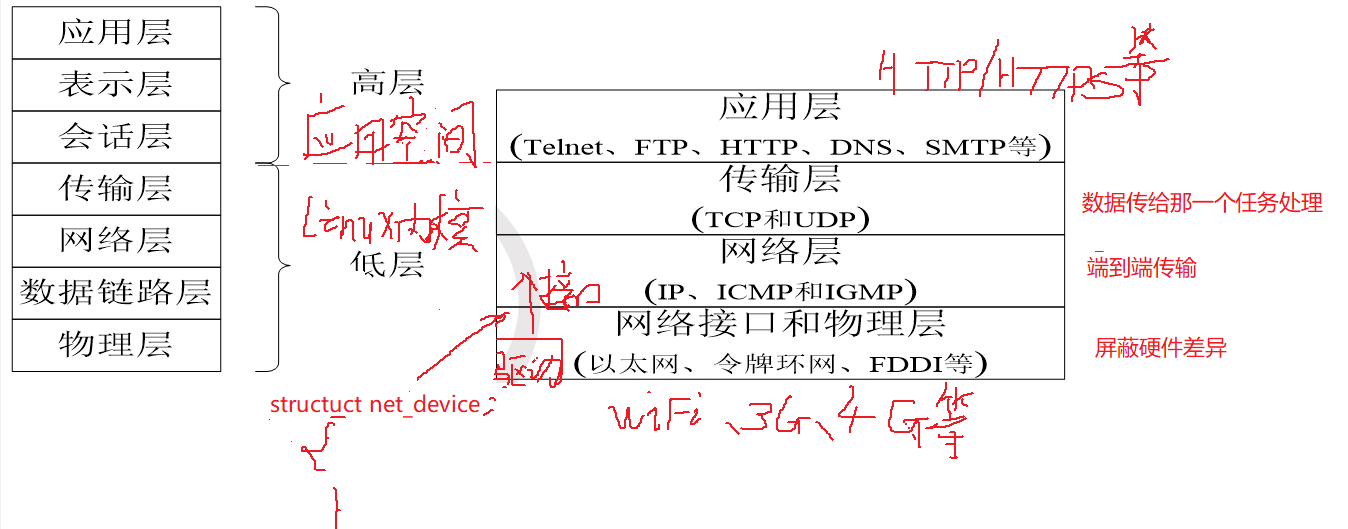 应用层
表示层
会话层
传输层
网络层
数据链路层
物理层
高层
应用空间
Linux内核
低层
HTTP/HTTPS等
应用层
(Telnet、FTP、HTTP、DNS、SMTP等)
传输层
(TCP和UDP)
网络层
(IP、ICMP和IGMP)
接口
网络接口和物理层
驱动
(以太网、令牌环网、FDDI等)
数据传给那一个任务处理
端到端传输
屏蔽硬件差异
structuct net_device
{
}
WiFi、3G、4G等